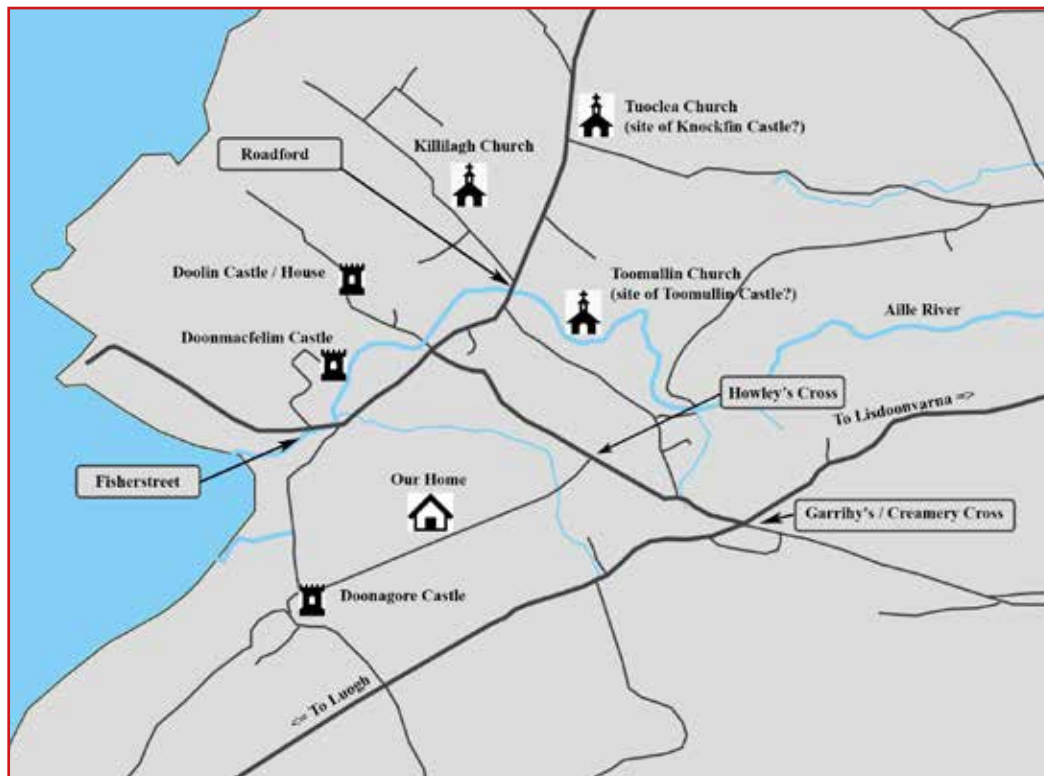 Tuoclea Church
(site of Knockfin Castle?)
Killilagh Church
Roadford
Doolin Castle / House
Toomullin Church
(site of Toomullin Castle?)
Aille River
Doonmacfelim Castle
Howley's Cross
To Lisdoonvarna =>
Fisherstreet
Our Home
Garrihy's / Creamery Cross
Doonagore Castle
<= To Luogh